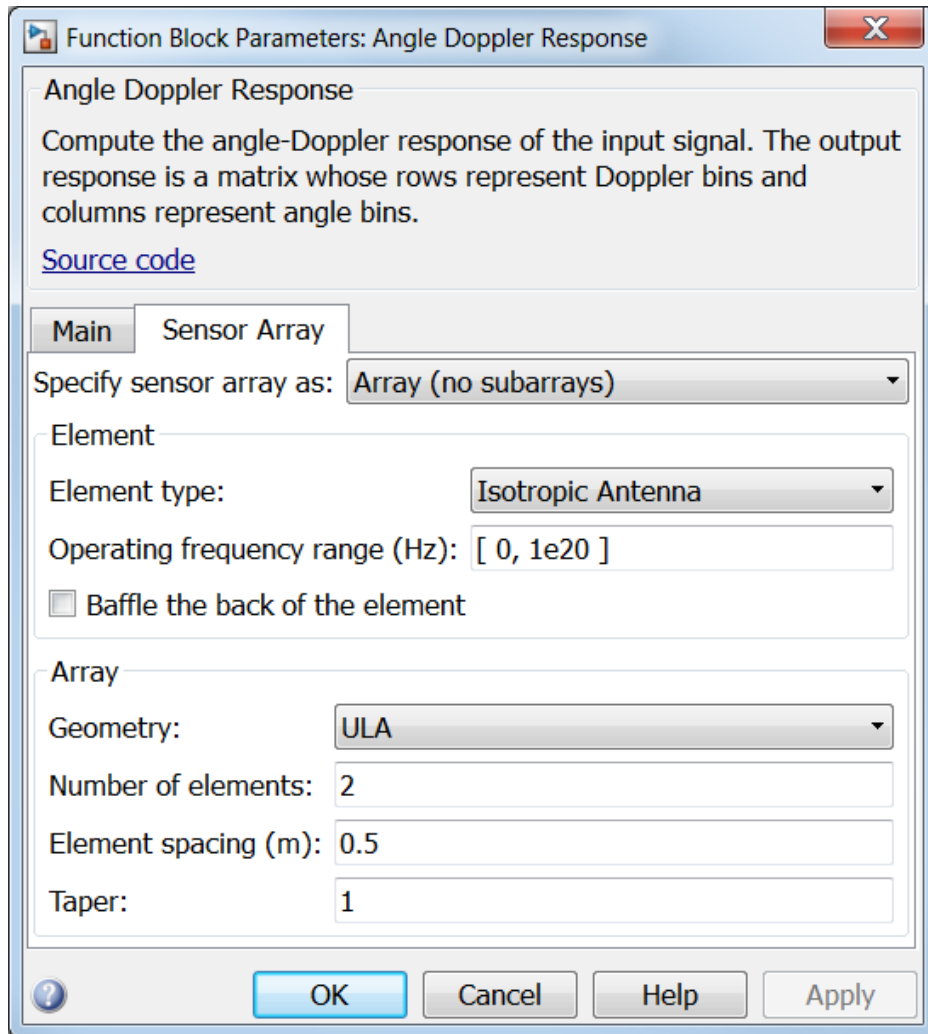 Function Block Parameters: Angle Doppler Response
X
Angle Doppler Response
Compute the angle-Doppler response of the input signal. The output
response is a matrix whose rows represent Doppler bins and
columns represent angle bins.
Source code
Main Sensor Array
Specify sensor array as: Array (no subarrays)
Element
Element type: Isotropic Antenna
Operating frequency range (Hz): [ 0, 1e20 ]
Baffle the back of the element
Array
Geometry: ULA
Number of elements: 2
Element spacing (m): 0.5
Taper: 1
? OK Cancel Help Apply